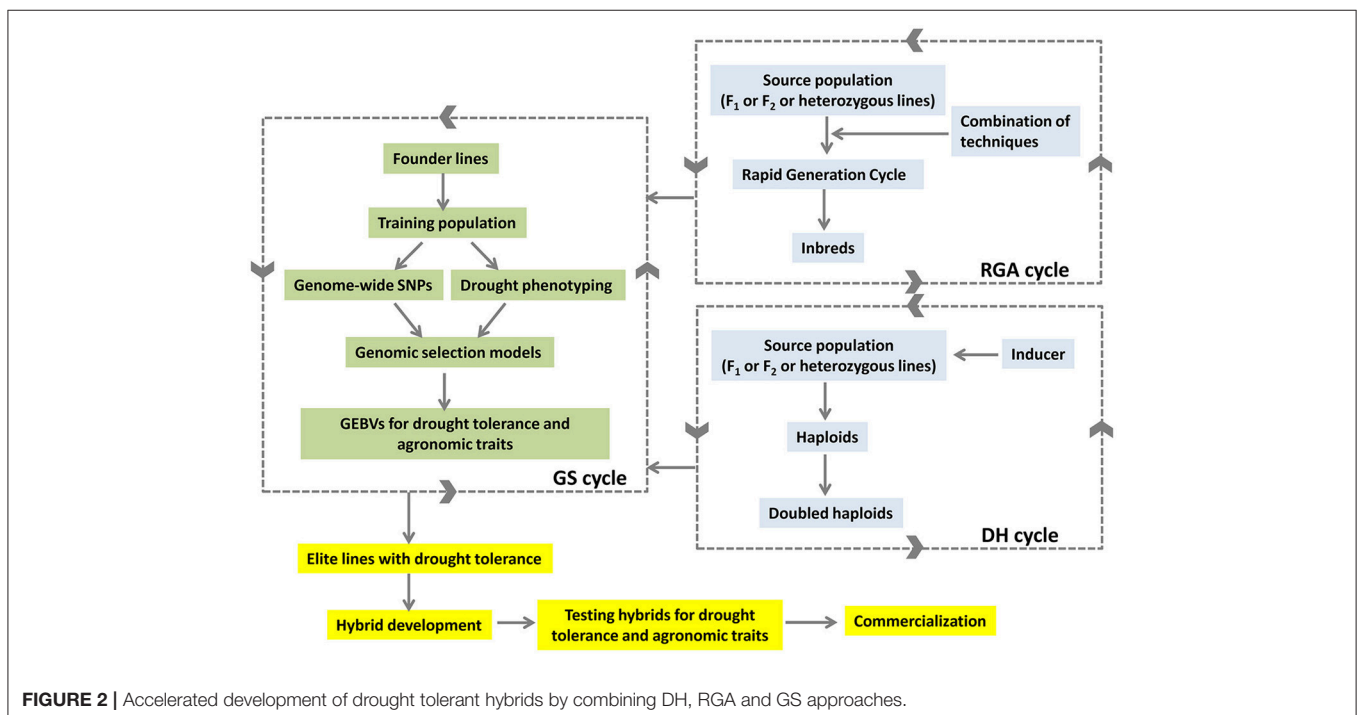 Founder lines
Training population
Genome-wide SNPs
Drought phenotyping
Genomic selection models
GEBVs for drought tolerance and
agronomic traits
GS cycle
Source population
(F₁ or F₂ or heterozygous lines)
Combination of
techniques
Rapid Generation Cycle
Inbreds
RGA cycle
Source population
(F₁ or F₂ or heterozygous lines)
Inducer
Haploids
Doubled haploids
DH cycle
Elite lines with drought tolerance
Hybrid development
Testing hybrids for drought
tolerance and agronomic traits
Commercialization
FIGURE 2 | Accelerated development of drought tolerant hybrids by combining DH, RGA and GS approaches.